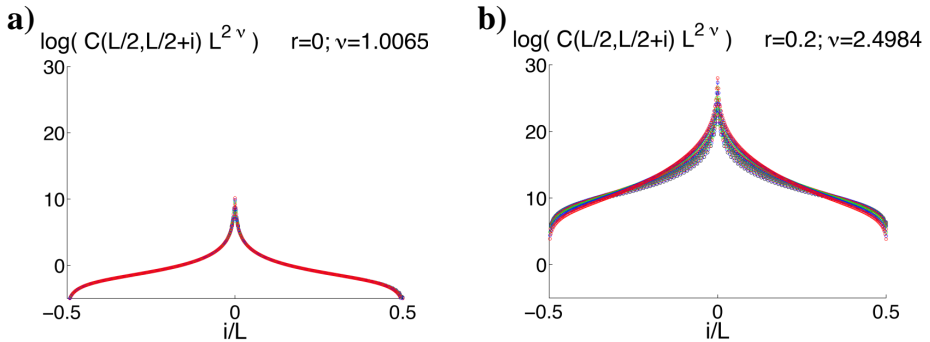 a)
log( C(L/2,L/2+i) L^{2 ν} ) r=0; ν=1.0065
30
20
10
0
−0.5 0 0.5
i/L
b)
log( C(L/2,L/2+i) L^{2 ν} ) r=0.2; ν=2.4984
30
20
10
0
−0.5 0 0.5
i/L